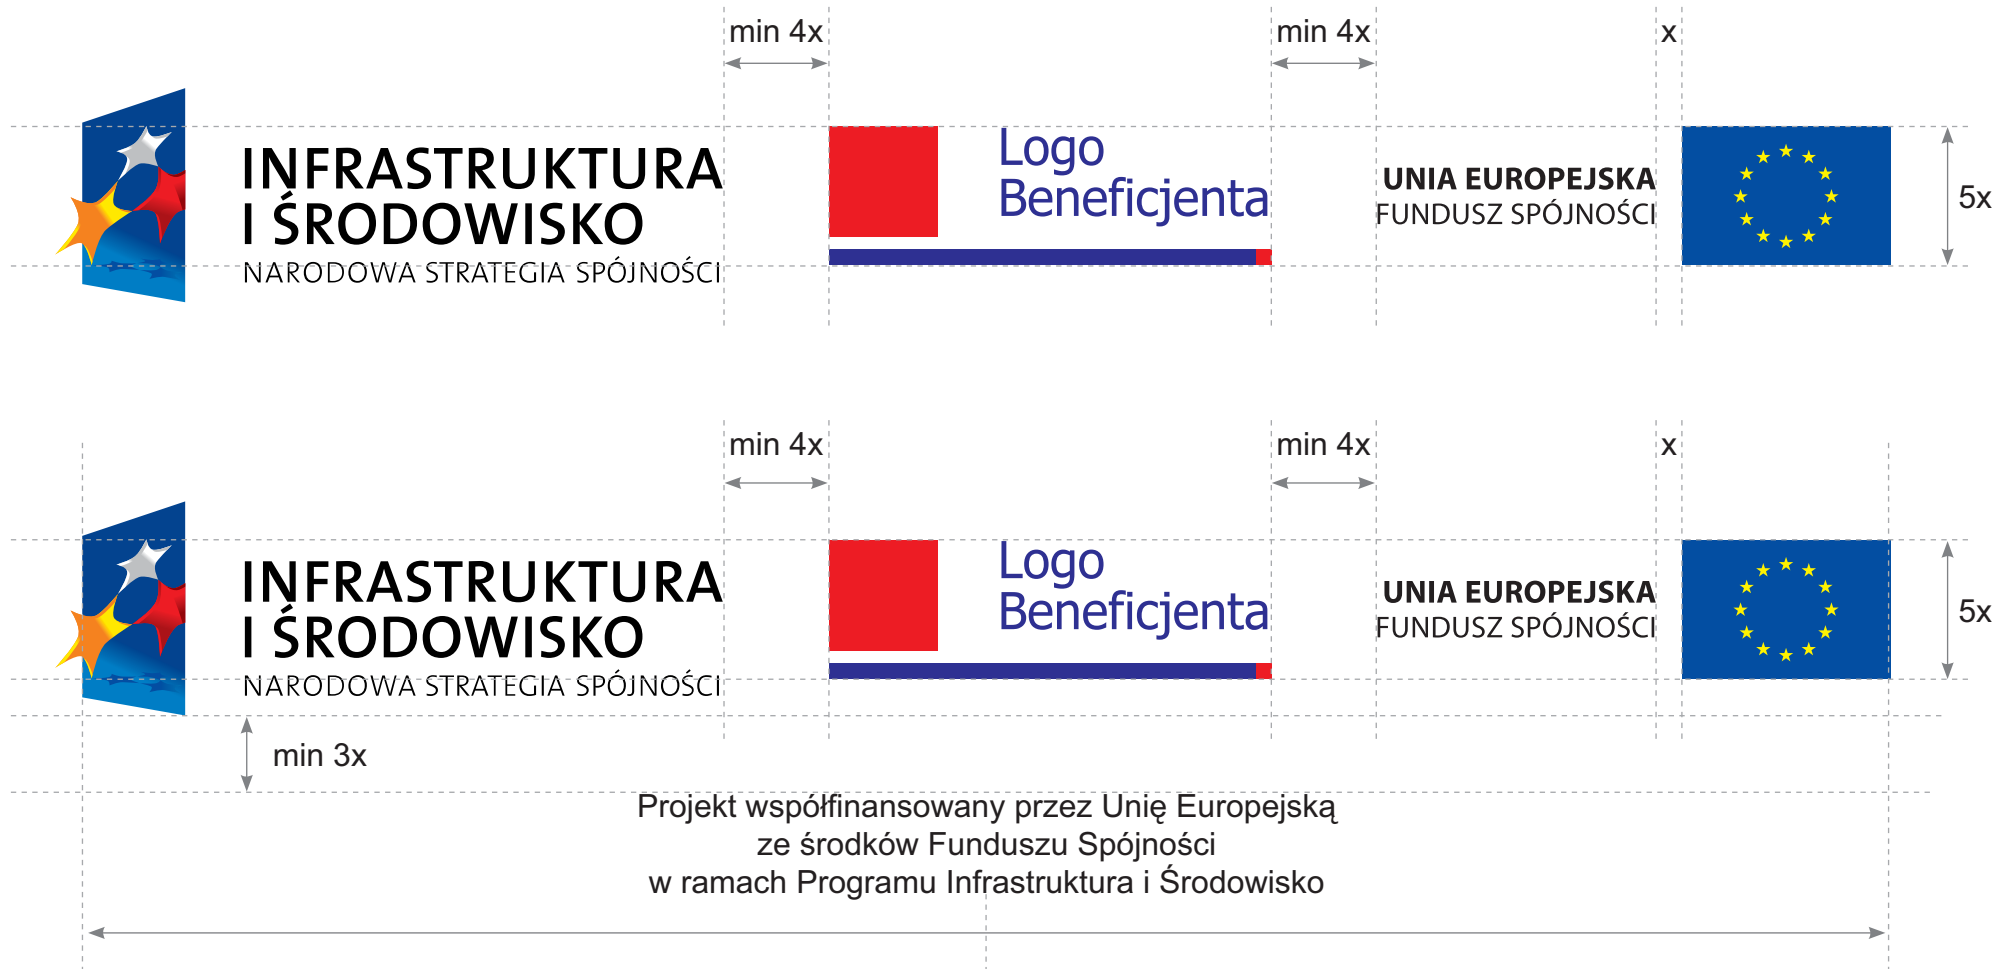 min 4x min 4x x
INFRASTRUKTURA
I ŚRODOWISKO
NARODOWA STRATEGIA SPÓJNOŚCI
Logo
Beneficjenta
UNIA EUROPEJSKA
FUNDUSZ SPÓJNOŚCI
5x
min 4x min 4x x
INFRASTRUKTURA
I ŚRODOWISKO
NARODOWA STRATEGIA SPÓJNOŚCI
Logo
Beneficjenta
UNIA EUROPEJSKA
FUNDUSZ SPÓJNOŚCI
5x
min 3x
Projekt współfinansowany przez Unię Europejską
ze środków Funduszu Spójności
w ramach Programu Infrastruktura i Środowisko